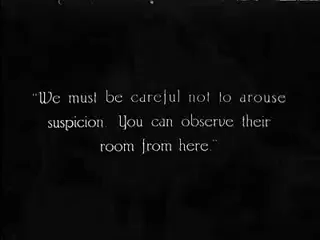 "We must be careful not to arouse
suspicion. You can observe their
room from here."